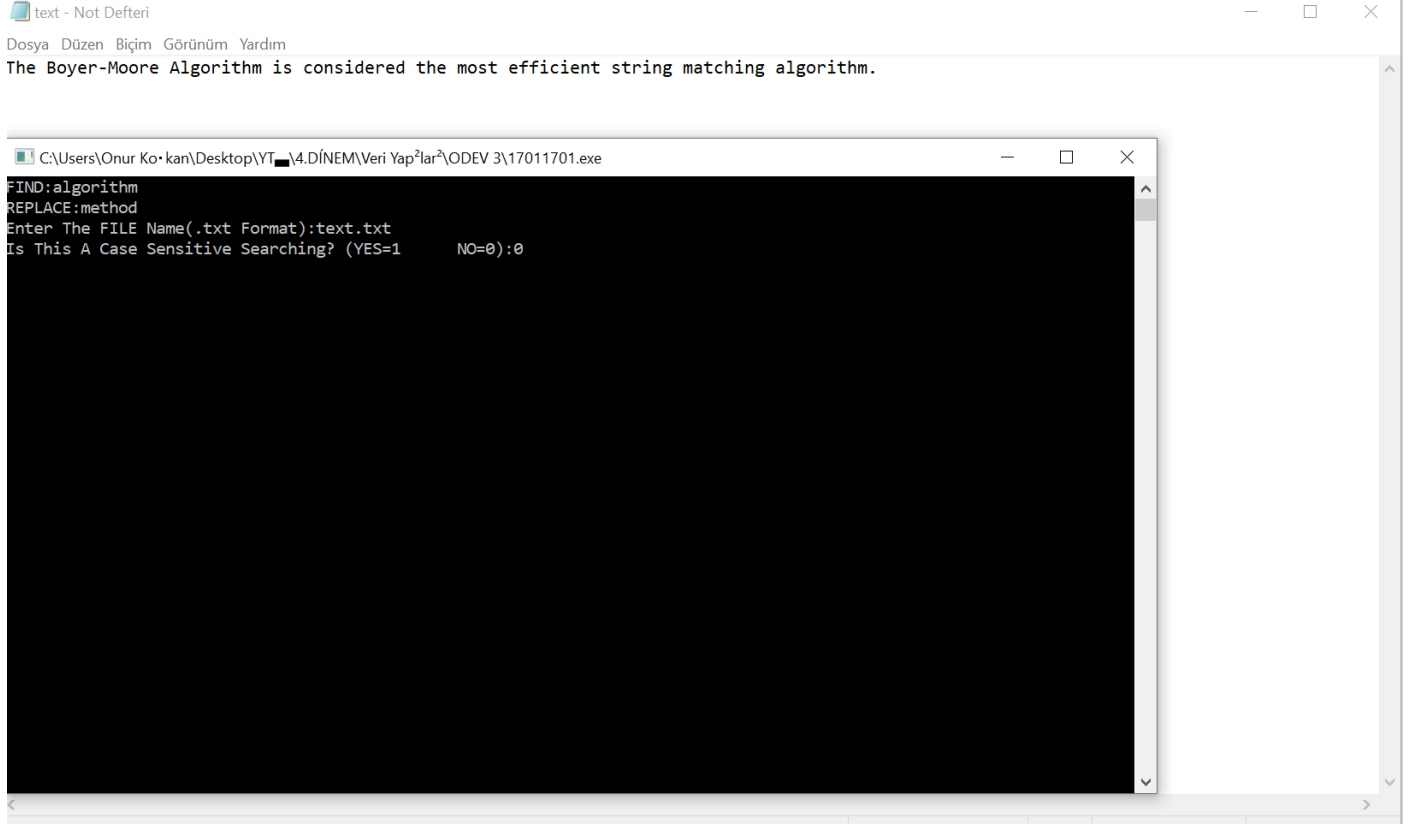 text - Not Defteri
Dosya Düzen Biçim Görünüm Yardım
The Boyer-Moore Algorithm is considered the most efficient string matching algorithm.
C:\Users\Onur Ko•kan\Desktop\YT▄\4.DÍNEM\Veri Yap²lar²\ODEV 3\17011701.exe
FIND:algorithm
REPLACE:method
Enter The FILE Name(.txt Format):text.txt
Is This A Case Sensitive Searching? (YES=1 NO=0):0